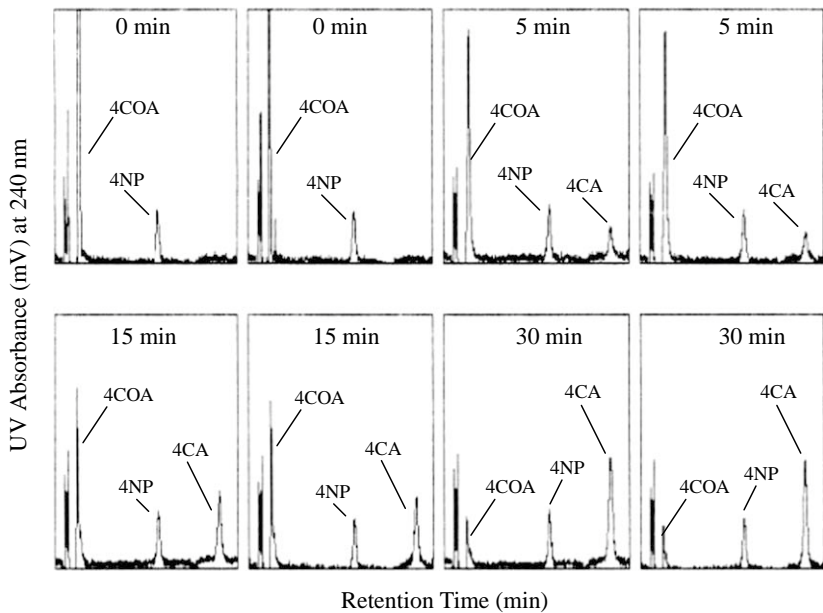 UV Absorbance (mV) at 240 nm
0 min
4COA
4NP
0 min
4COA
4NP
5 min
4COA
4NP
4CA
5 min
4COA
4NP
4CA
15 min
4COA
4NP
4CA
15 min
4COA
4NP
4CA
30 min
4CA
4COA
4NP
30 min
4CA
4COA
4NP
Retention Time (min)